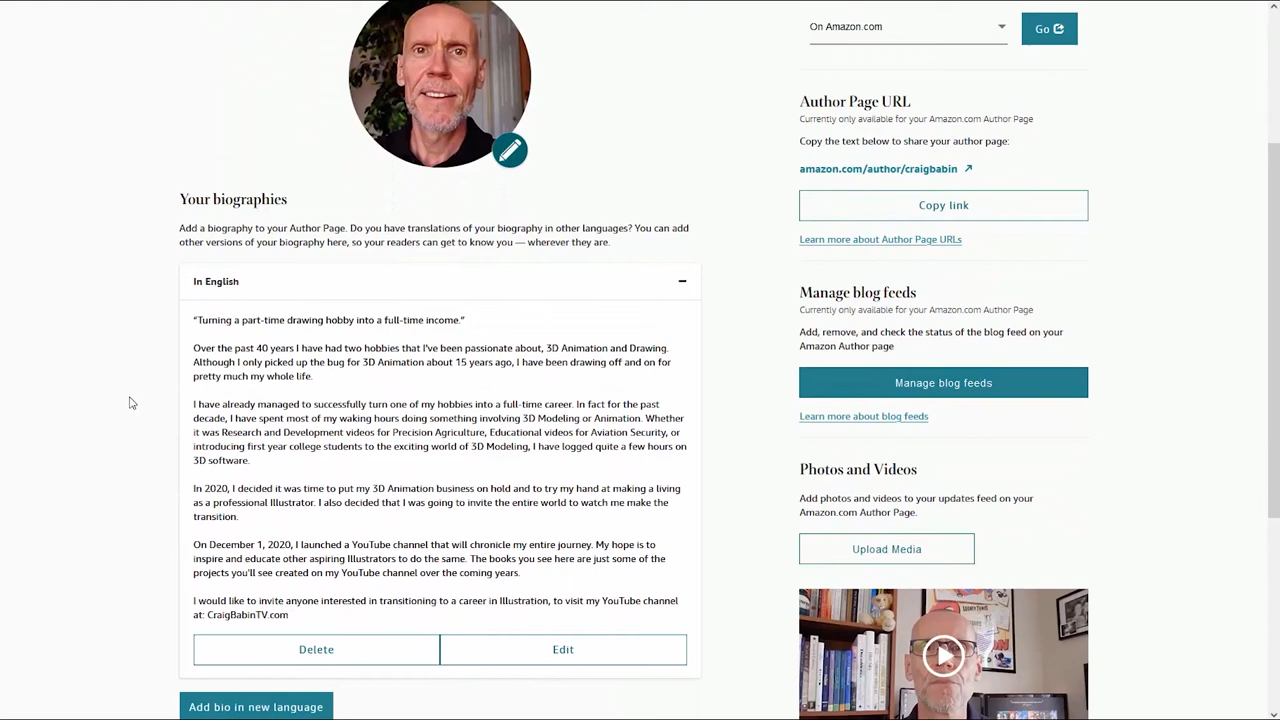 Your biographies
Add a biography to your Author Page. Do you have translations of your biography in other languages? You can add
other versions of your biography here, so your readers can get to know you — wherever they are.
In English
“Turning a part-time drawing hobby into a full-time income.”
Over the past 40 years I have had two hobbies that I've been passionate about, 3D Animation and Drawing.
Although I only picked up the bug for 3D Animation about 15 years ago, I have been drawing off and on for
pretty much my whole life.
I have already managed to successfully turn one of my hobbies into a full-time career. In fact for the past
decade, I have spent most of my waking hours doing something involving 3D Modeling or Animation. Whether
it was Research and Development videos for Precision Agriculture, Educational videos for Aviation Security, or
introducing first year college students to the exciting world of 3D Modeling, I have logged quite a few hours on
3D software.
In 2020, I decided it was time to put my 3D Animation business on hold and to try my hand at making a living
as a professional Illustrator. I also decided that I was going to invite the entire world to watch me make the
transition.
On December 1, 2020, I launched a YouTube channel that will chronicle my entire journey. My hope is to
inspire and educate other aspiring Illustrators to do the same. The books you see here are just some of the
projects you'll see created on my YouTube channel over the coming years.
I would like to invite anyone interested in transitioning to a career in Illustration, to visit my YouTube channel
at: CraigBabinTV.com
Delete
Edit
Add bio in new language
On Amazon.com
Go
Author Page URL
Currently only available for your Amazon.com Author Page
Copy the text below to share your author page:
amazon.com/author/craigbabin
Copy link
Learn more about Author Page URLs
Manage blog feeds
Currently only available for your Amazon.com Author Page
Add, remove, and check the status of the blog feed on your
Amazon Author page
Manage blog feeds
Learn more about blog feeds
Photos and Videos
Add photos and videos to your updates feed on your
Amazon.com Author Page.
Upload Media